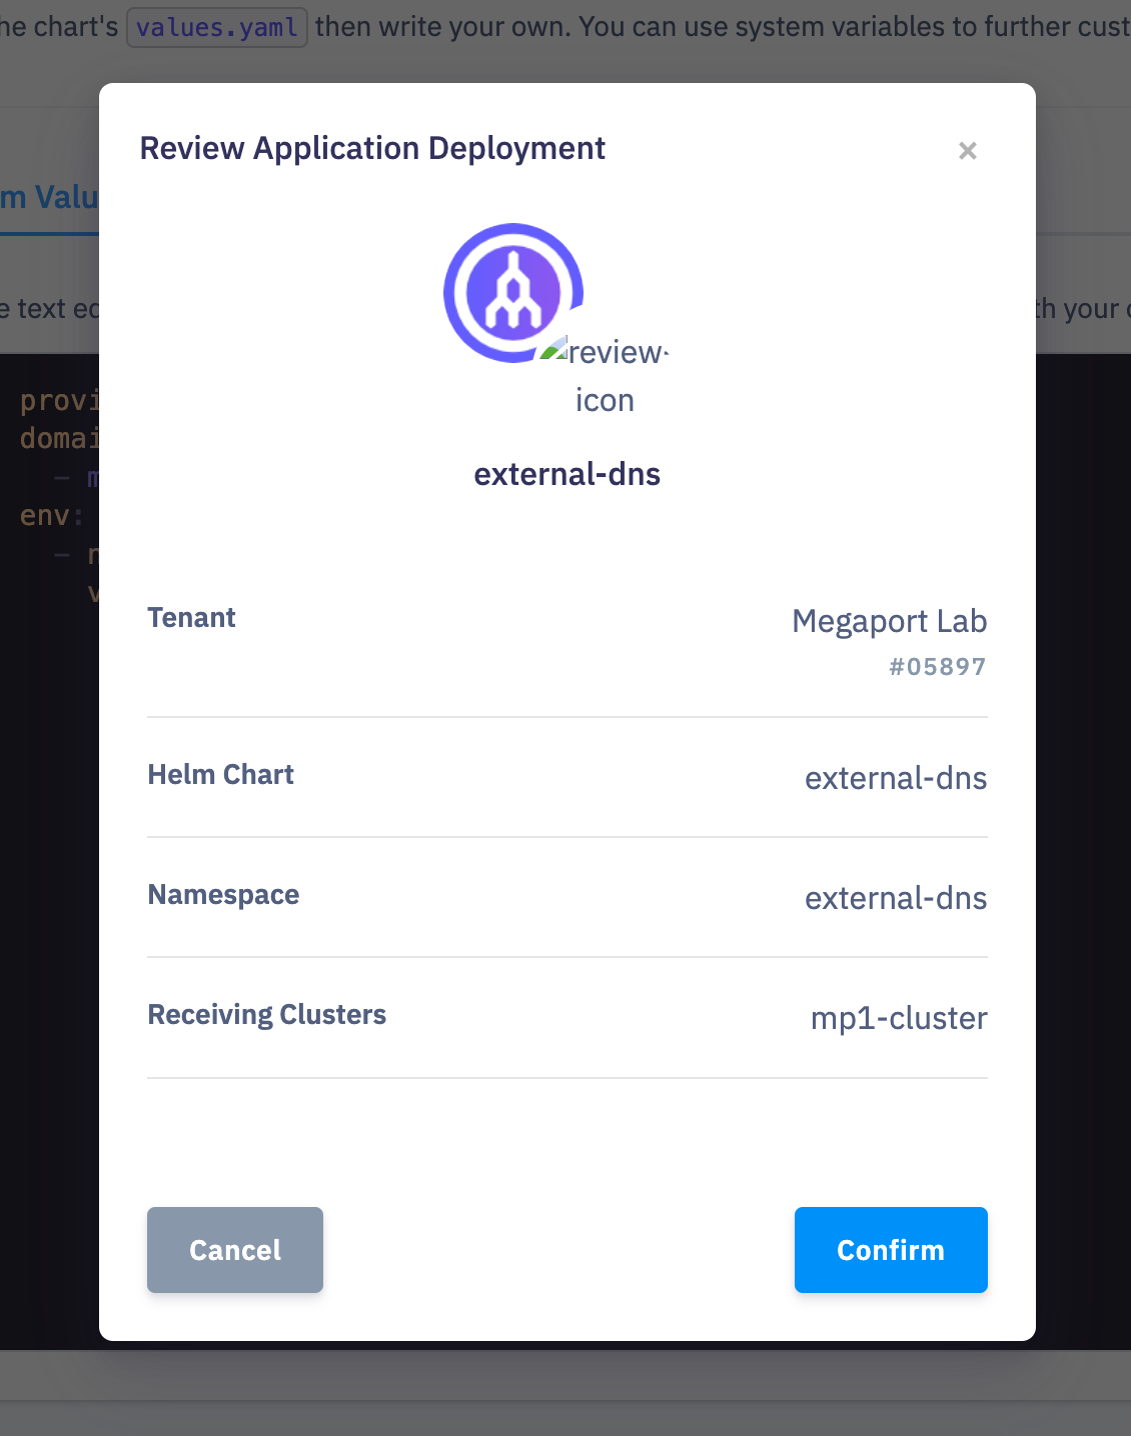 he chart's values.yaml then write your own. You can use system variables to further cust
Review Application Deployment
×
m Valu
e text ed
th your
review-
icon
external-dns
provi
domai
-
env:
-
Tenant
Megaport Lab
#05897
Helm Chart
external-dns
Namespace
external-dns
Receiving Clusters
mp1-cluster
Cancel
Confirm